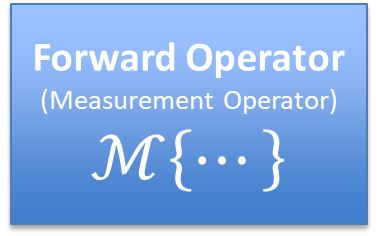 Forward Operator
(Measurement Operator)
ℳ{⋯ }